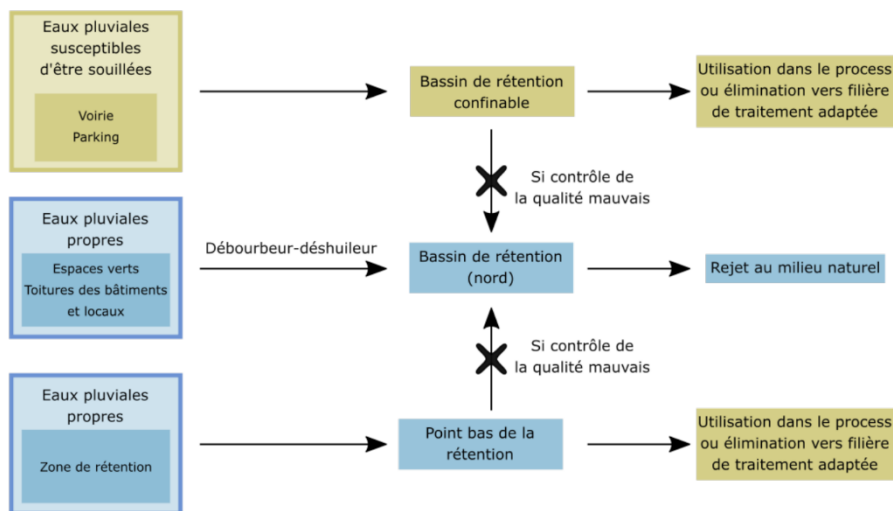 Eaux pluviales
susceptibles
d'être souillées
Voirie
Parking
Bassin de rétention
confinable
Utilisation dans le process
ou élimination vers filière
de traitement adaptée
Si contrôle de
la qualité mauvais
Eaux pluviales
propres
Espaces verts
Toitures des bâtiments
et locaux
Débourbeur-déshuileur
Bassin de rétention
(nord)
Rejet au milieu naturel
Si contrôle de
la qualité mauvais
Eaux pluviales
propres
Zone de rétention
Point bas de la
rétention
Utilisation dans le process
ou élimination vers filière
de traitement adaptée